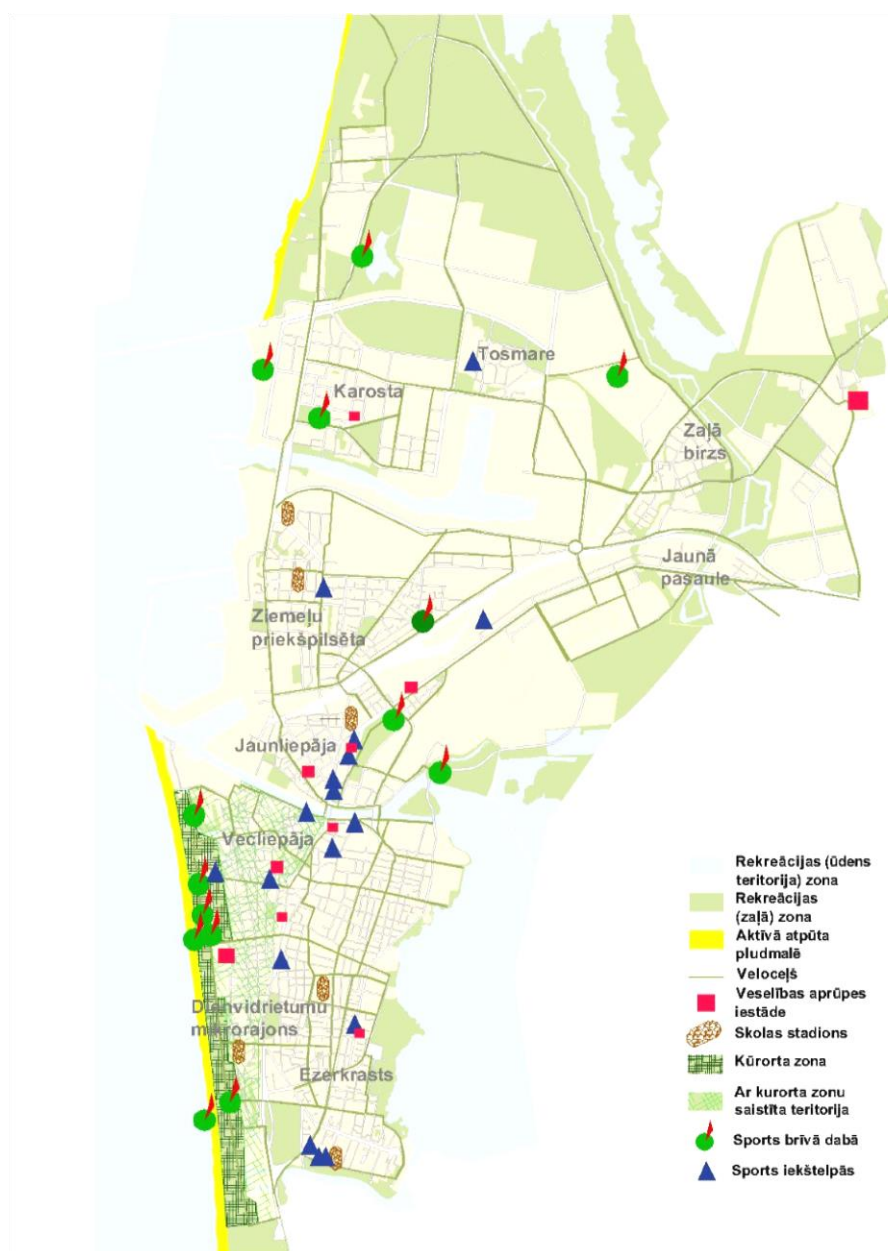 Tosmare
Karosta
Zaļā
birzs
Jaunā
pasaule
Ziemeļu
priekšpilsēta
Jaunliepāja
Vecliepāja
Dienvidrietumu
mikrorajons
Ezerkrasts
Rekreācijas (ūdens
teritorija) zona
Rekreācijas
(zaļā) zona
Aktīvā atpūta
pludmalē
Veloceļš
Veselības aprūpes
iestāde
Skolas stadions
Kūrorta zona
Ar kurorta zonu
saistīta teritorija
Sports brīvā dabā
Sports iekštelpās